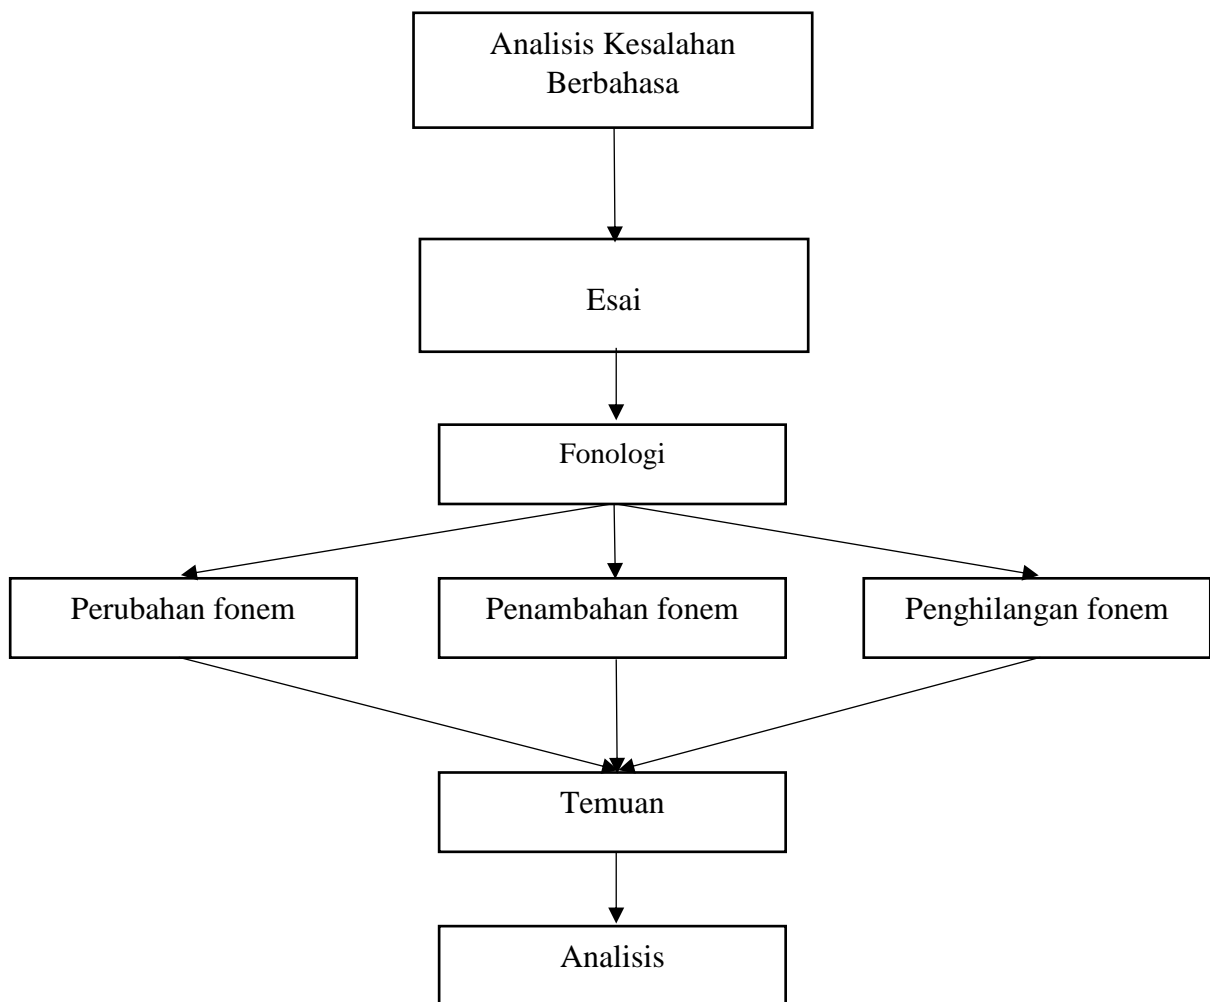 Analisis Kesalahan
Berbahasa
Esai
Fonologi
Perubahan fonem
Penambahan fonem
Penghilangan fonem
Temuan
Analisis